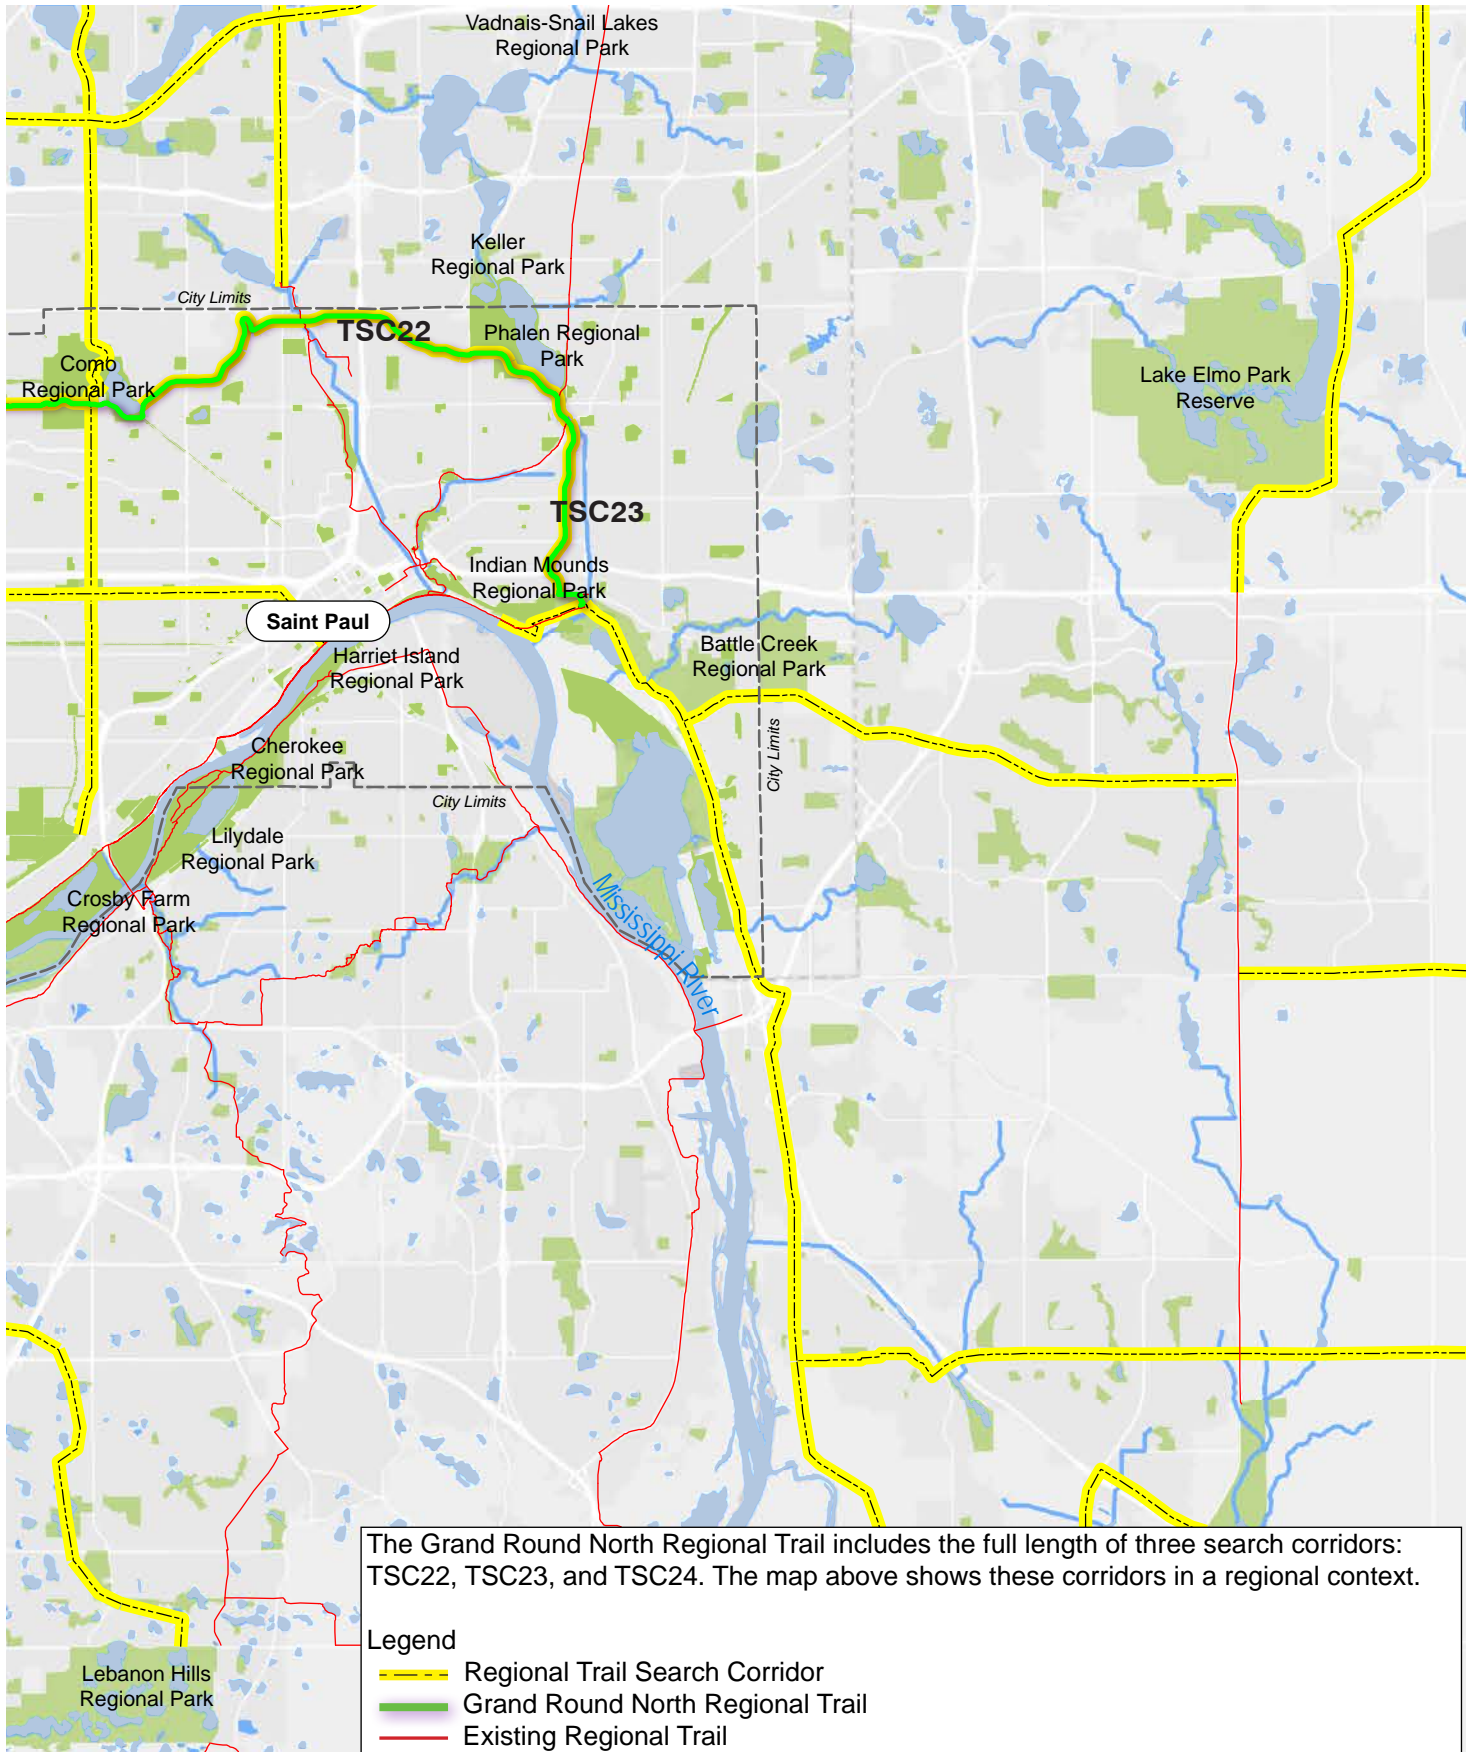 Vadnais-Snail Lakes
Regional Park
Keller
Regional Park
City Limits
TSC22
Phalen Regional
Park
Como
Regional Park
Lake Elmo Park
Reserve
TSC23
Indian Mounds
Regional Park
Saint Paul
Harriet Island
Regional Park
Battle Creek
Regional Park
Cherokee
Regional Park
City Limits
City Limits
Lilydale
Regional Park
Crosby Farm
Regional Park
Mississippi River
The Grand Round North Regional Trail includes the full length of three search corridors:
TSC22, TSC23, and TSC24. The map above shows these corridors in a regional context.
Legend
Regional Trail Search Corridor
Grand Round North Regional Trail
Existing Regional Trail
Lebanon Hills
Regional Park